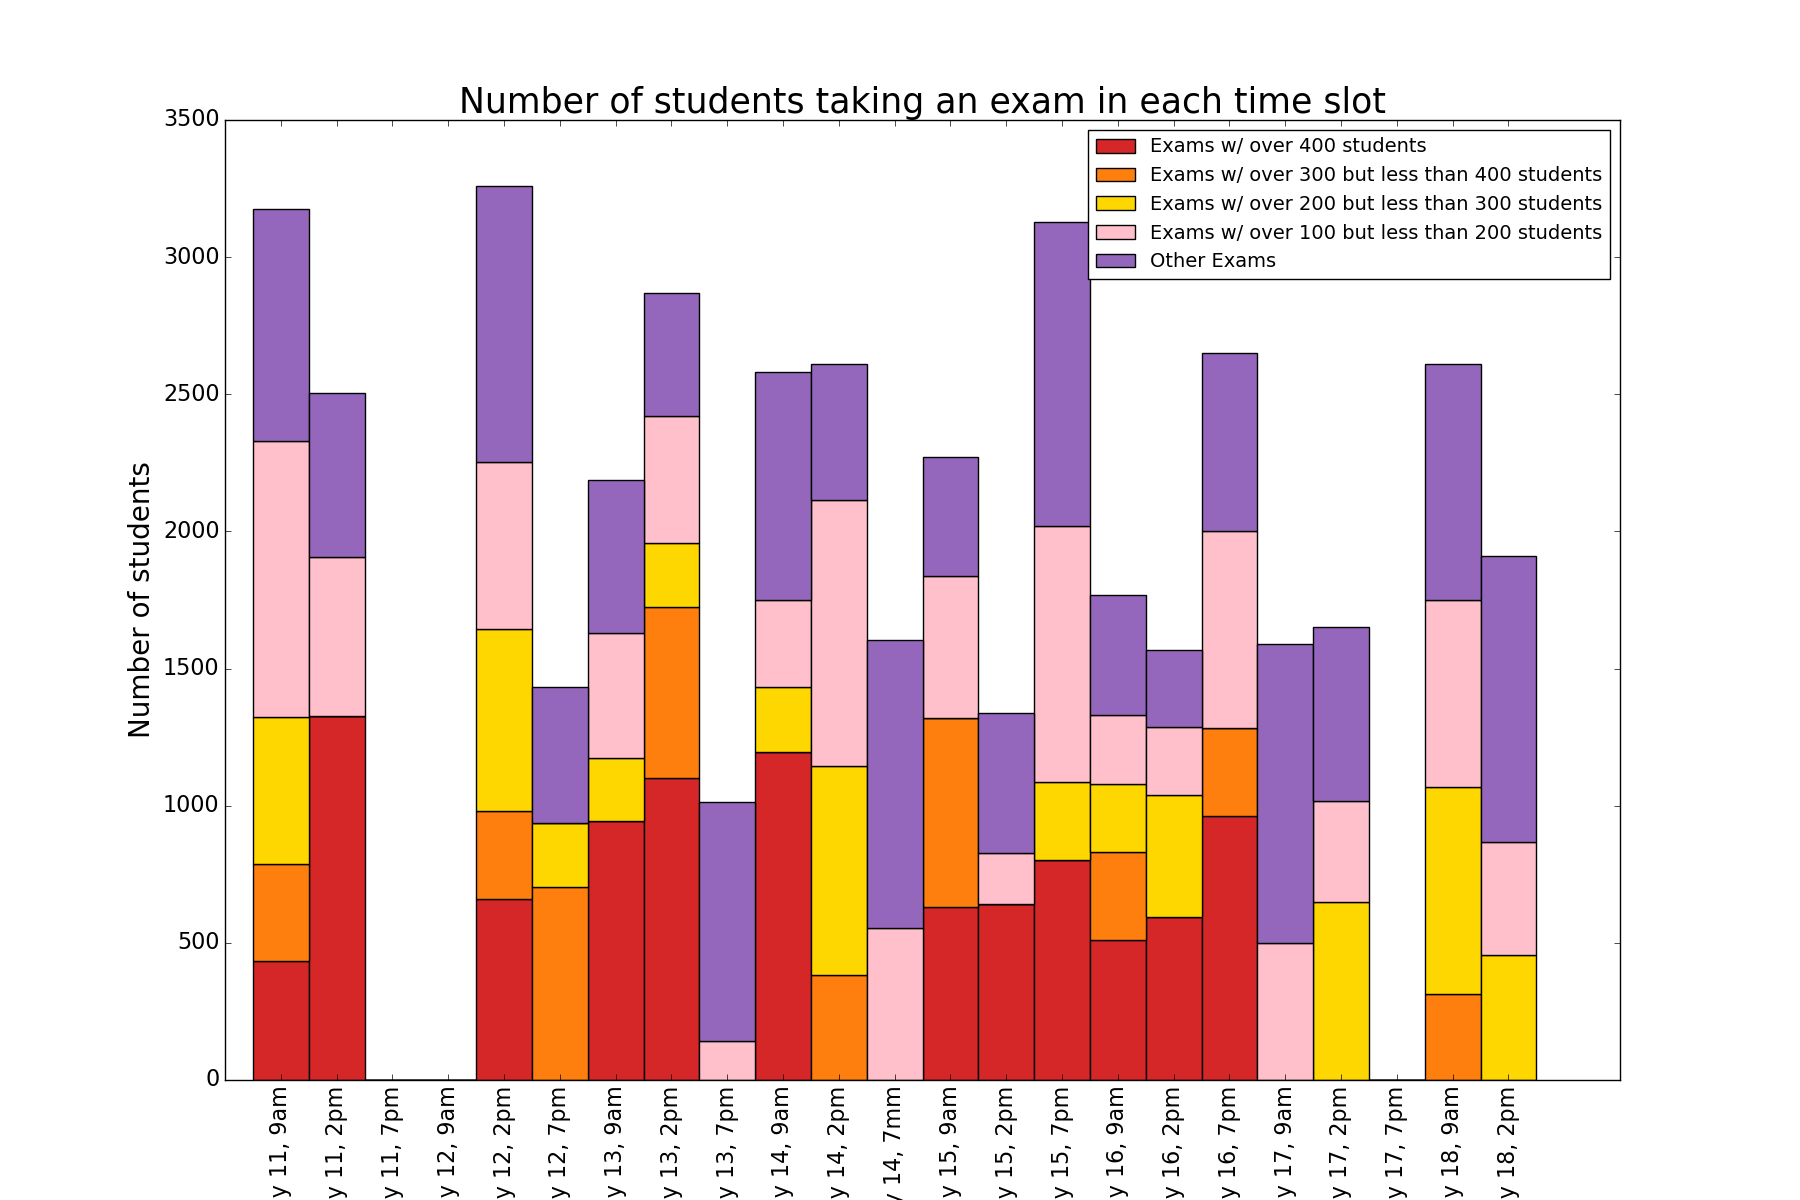 Number of students taking an exam in each time slot
Exams w/ over 400 students
Exams w/ over 300 but less than 400 students
Exams w/ over 200 but less than 300 students
Exams w/ over 100 but less than 200 students
Other Exams
Number of students
3500
3000
2500
2000
1500
1000
500
0
y 11, 9am
y 11, 2pm
y 11, 7pm
y 12, 9am
y 12, 2pm
y 12, 7pm
y 13, 9am
y 13, 2pm
y 13, 7pm
y 14, 9am
y 14, 2pm
y 14, 7mm
y 15, 9am
y 15, 2pm
y 15, 7pm
y 16, 9am
y 16, 2pm
y 16, 7pm
y 17, 9am
y 17, 2pm
y 17, 7pm
y 18, 9am
y 18, 2pm